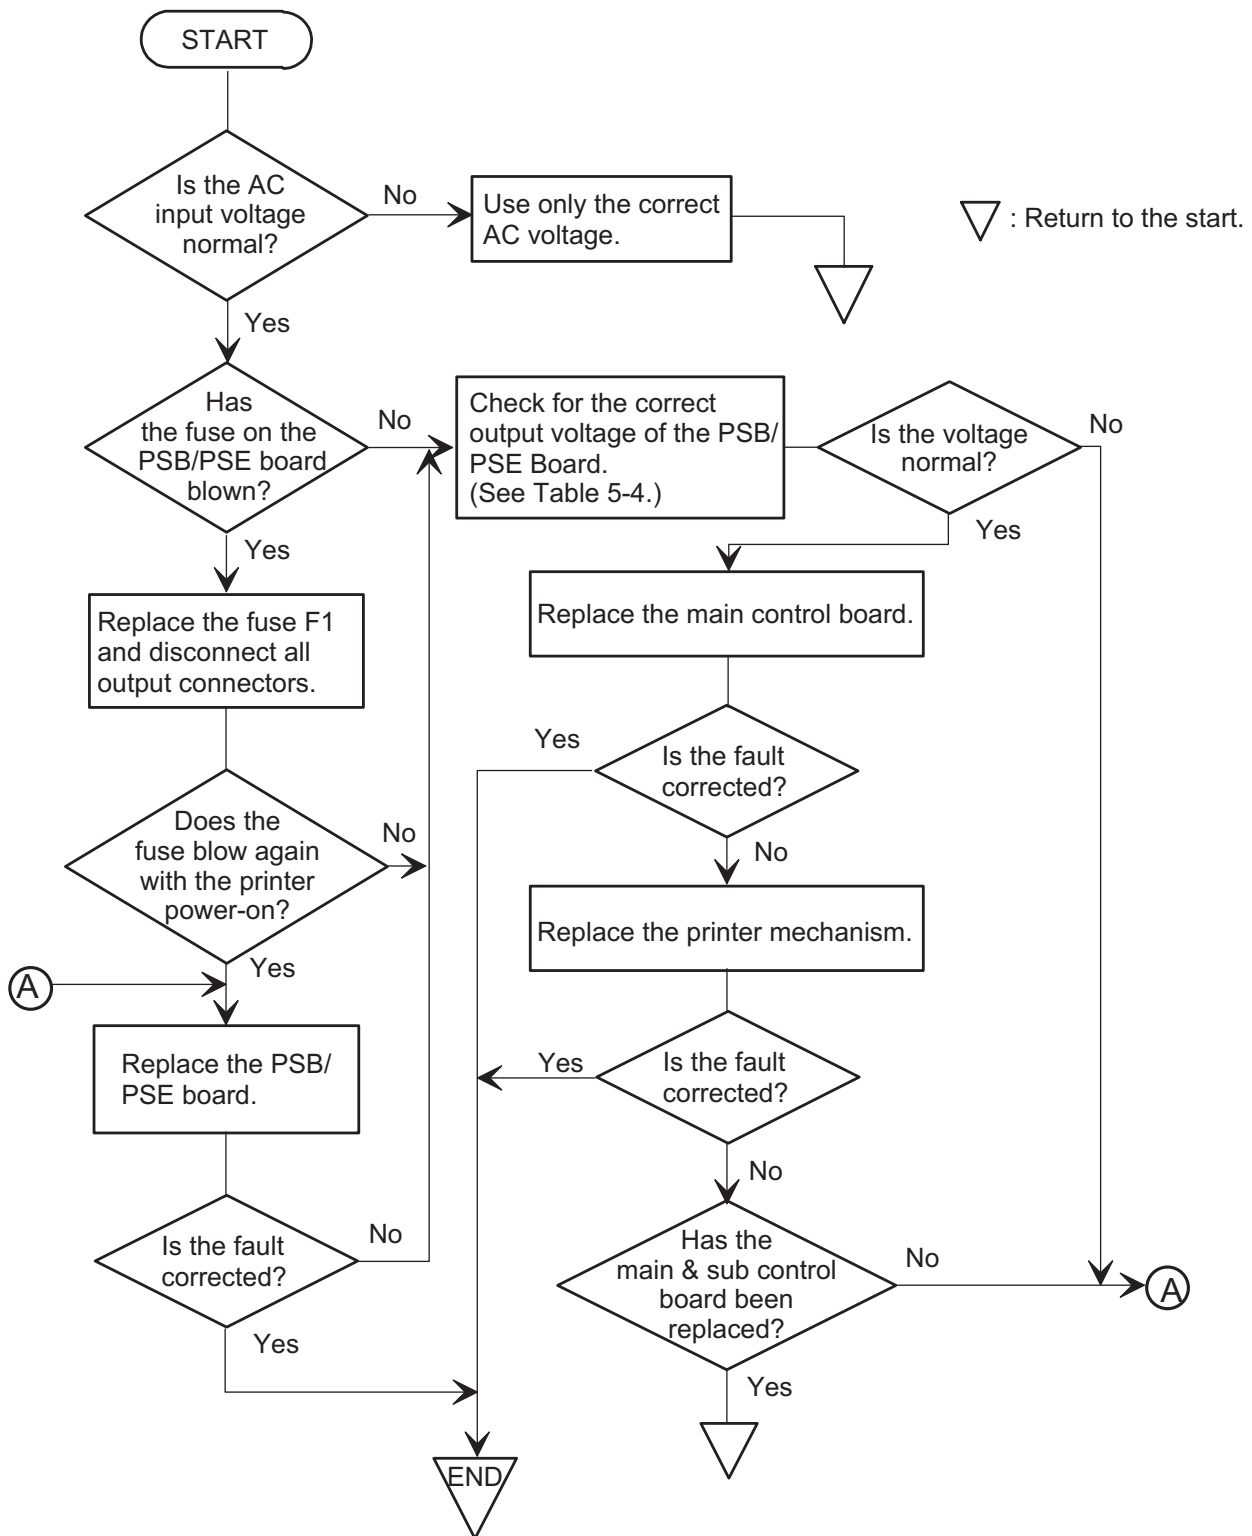 START
Is the AC
input voltage
normal?
No
Use only the correct
AC voltage.
: Return to the start.
Yes
Has
the fuse on the
PSB/PSE board
blown?
No
Check for the correct
output voltage of the PSB/
PSE Board.
(See Table 5-4.)
Is the voltage
normal?
No
Yes
Yes
Replace the fuse F1
and disconnect all
output connectors.
Replace the main control board.
Yes
Is the fault
corrected?
No
Does the
fuse blow again
with the printer
power-on?
No
Yes
A
Replace the printer mechanism.
Replace the PSB/
PSE board.
Yes
Is the fault
corrected?
No
Is the fault
corrected?
No
Yes
Has the
main & sub control
board been
replaced?
No
A
Yes
END